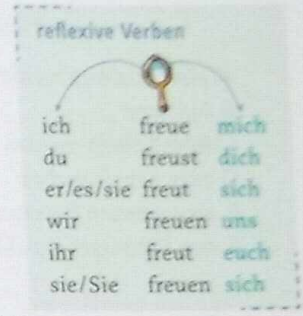 reflexive Verben
ich freue mich
du freust dich
er/es/sie freut sich
wir freuen uns
ihr freut euch
sie/Sie freuen sich